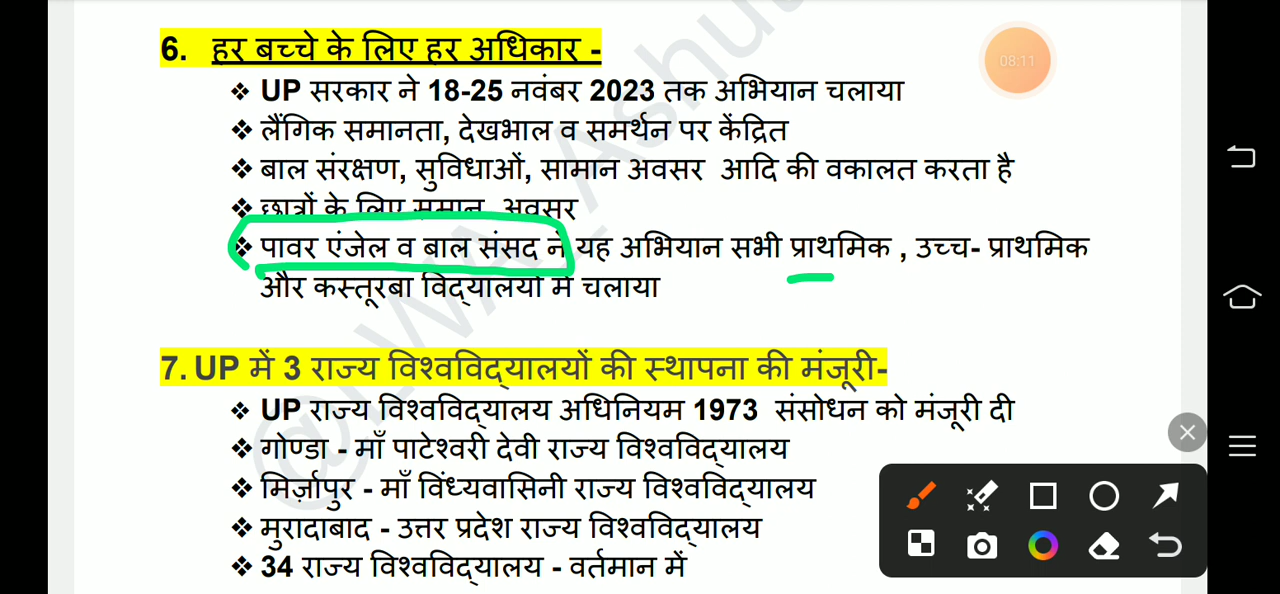 6. हर बच्चे के लिए हर अधिकार -
08:11
❖ UP सरकार ने 18-25 नवंबर 2023 तक अभियान चलाया
❖ लैंगिक समानता, देखभाल व समर्थन पर केंद्रित
❖ बाल संरक्षण, सुविधाओं, सामान अवसर आदि की वकालत करता है
❖ छात्रों के लिए समान अवसर
❖ पावर एंजेल व बाल संसद ने यह अभियान सभी प्राथमिक , उच्च- प्राथमिक
और कस्तूरबा विद्यालयों में चलाया
7. UP में 3 राज्य विश्वविद्यालयों की स्थापना की मंजूरी-
❖ UP राज्य विश्वविद्यालय अधिनियम 1973 संसोधन को मंजूरी दी
❖ गोण्डा - माँ पाटेश्वरी देवी राज्य विश्वविद्यालय
❖ मिर्ज़ापुर - माँ विंध्यवासिनी राज्य विश्वविद्यालय
❖ मुरादाबाद - उत्तर प्रदेश राज्य विश्वविद्यालय
❖ 34 राज्य विश्वविद्यालय - वर्तमान में